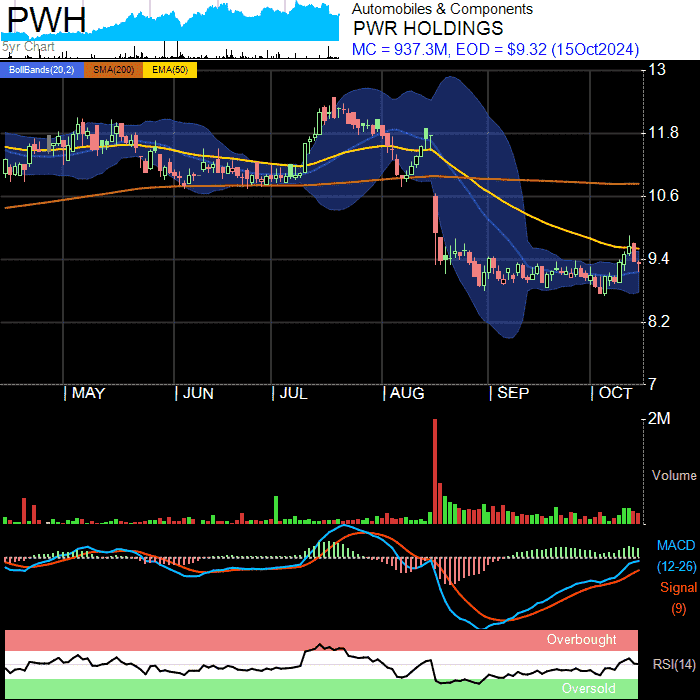 PWH
5yr Chart
Automobiles & Components
PWR HOLDINGS
MC = 937.3M, EOD = $9.32 (15Oct2024)
BollBands(20,2) SMA(200) EMA(50)
13
11.8
10.6
9.4
8.2
7
MAY JUN JUL AUG SEP OCT
2M
Volume
MACD
(12-26)
Signal
(9)
Overbought
RSI(14)
Oversold